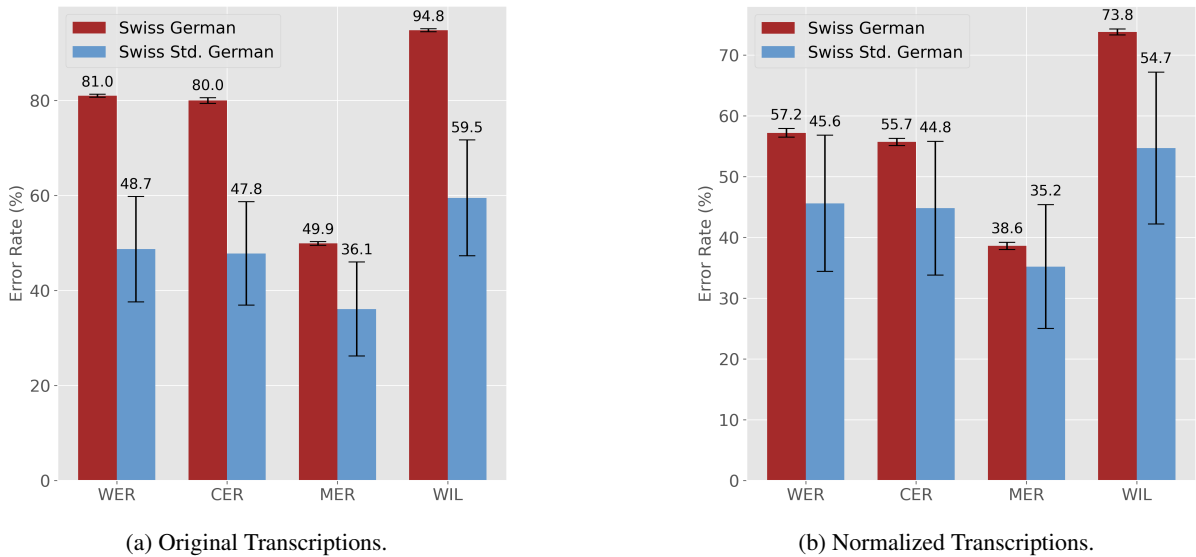 Swiss German
Swiss Std. German
Error Rate (%)
80
60
40
20
0
81.0
48.7
80.0
47.8
49.9
36.1
94.8
59.5
WER CER MER WIL
(a) Original Transcriptions.
Swiss German
Swiss Std. German
Error Rate (%)
70
60
50
40
30
20
10
0
57.2
45.6
55.7
44.8
38.6
35.2
73.8
54.7
WER CER MER WIL
(b) Normalized Transcriptions.